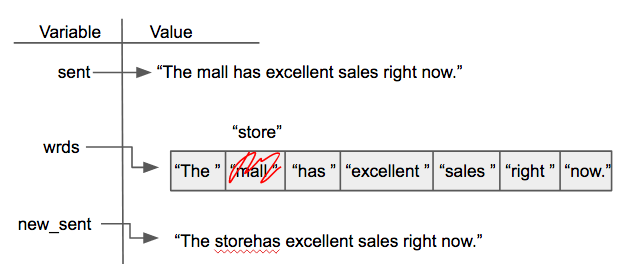 Variable Value
sent “The mall has excellent sales right now.”
“store”
wrds “The ” “mall ” “has ” “excellent ” “sales ” “right ” “now.”
new_sent “The storehas excellent sales right now.”